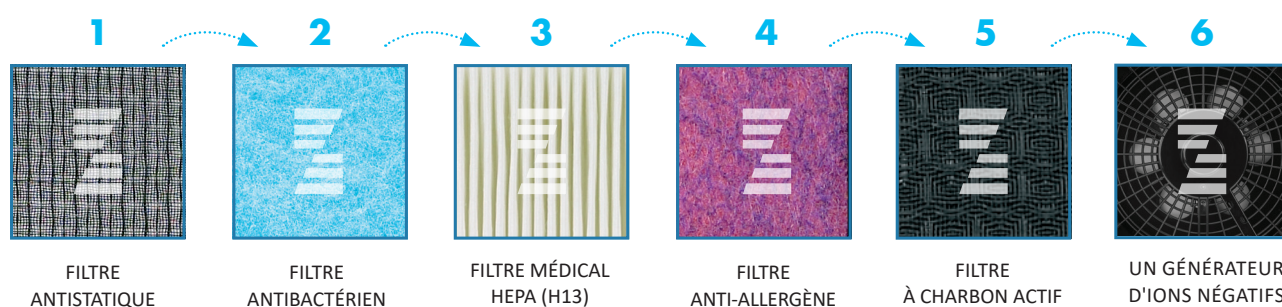 1
2
3
4
5
6
FILTRE
ANTISTATIQUE
FILTRE
ANTIBACTÉRIEN
FILTRE MÉDICAL
HEPA (H13)
FILTRE
ANTI-ALLERGÈNE
FILTRE
À CHARBON ACTIF
UN GÉNÉRATEUR
D'IONS NÉGATIFS